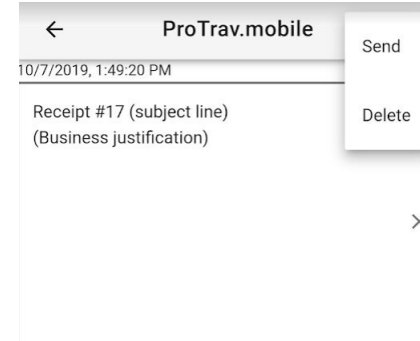 ProTrav.mobile
Send
10/7/2019, 1:49:20 PM
Delete
Receipt #17 (subject line)
(Business justification)